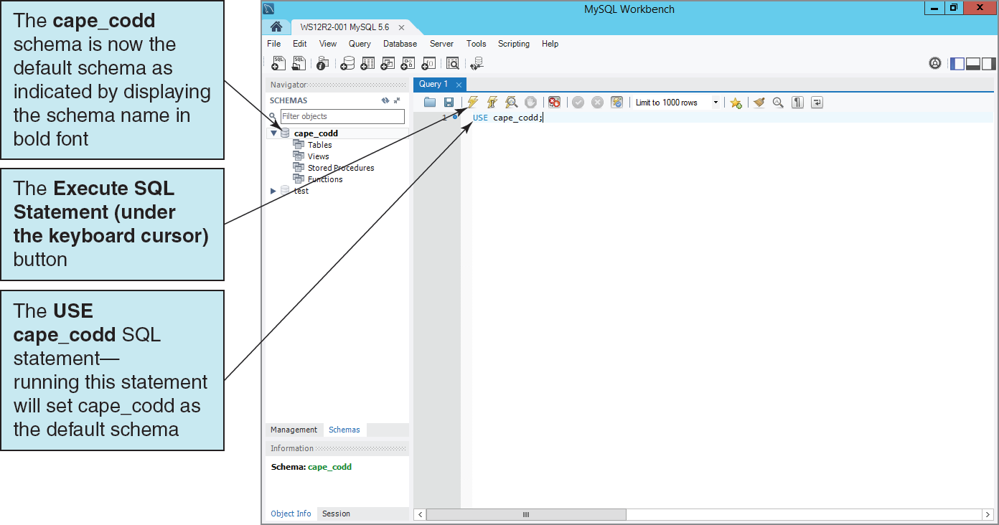 The cape_codd
schema is now the
default schema as
indicated by displaying
the schema name in
bold font
The Execute SQL
Statement (under
the keyboard cursor)
button
The USE
cape_codd SQL
statement—
running this statement
will set cape_codd as
the default schema
MySQL Workbench
WS12R2-001 MySQL 5.6
File Edit View Query Database Server Tools Scripting Help
Navigator
SCHEMAS
Filter objects
cape_codd
Tables
Views
Stored Procedures
Functions
test
Management Schemas
Information
Schema: cape_codd
Object Info Session
Query 1
Limit to 1000 rows
1 USE cape_codd;